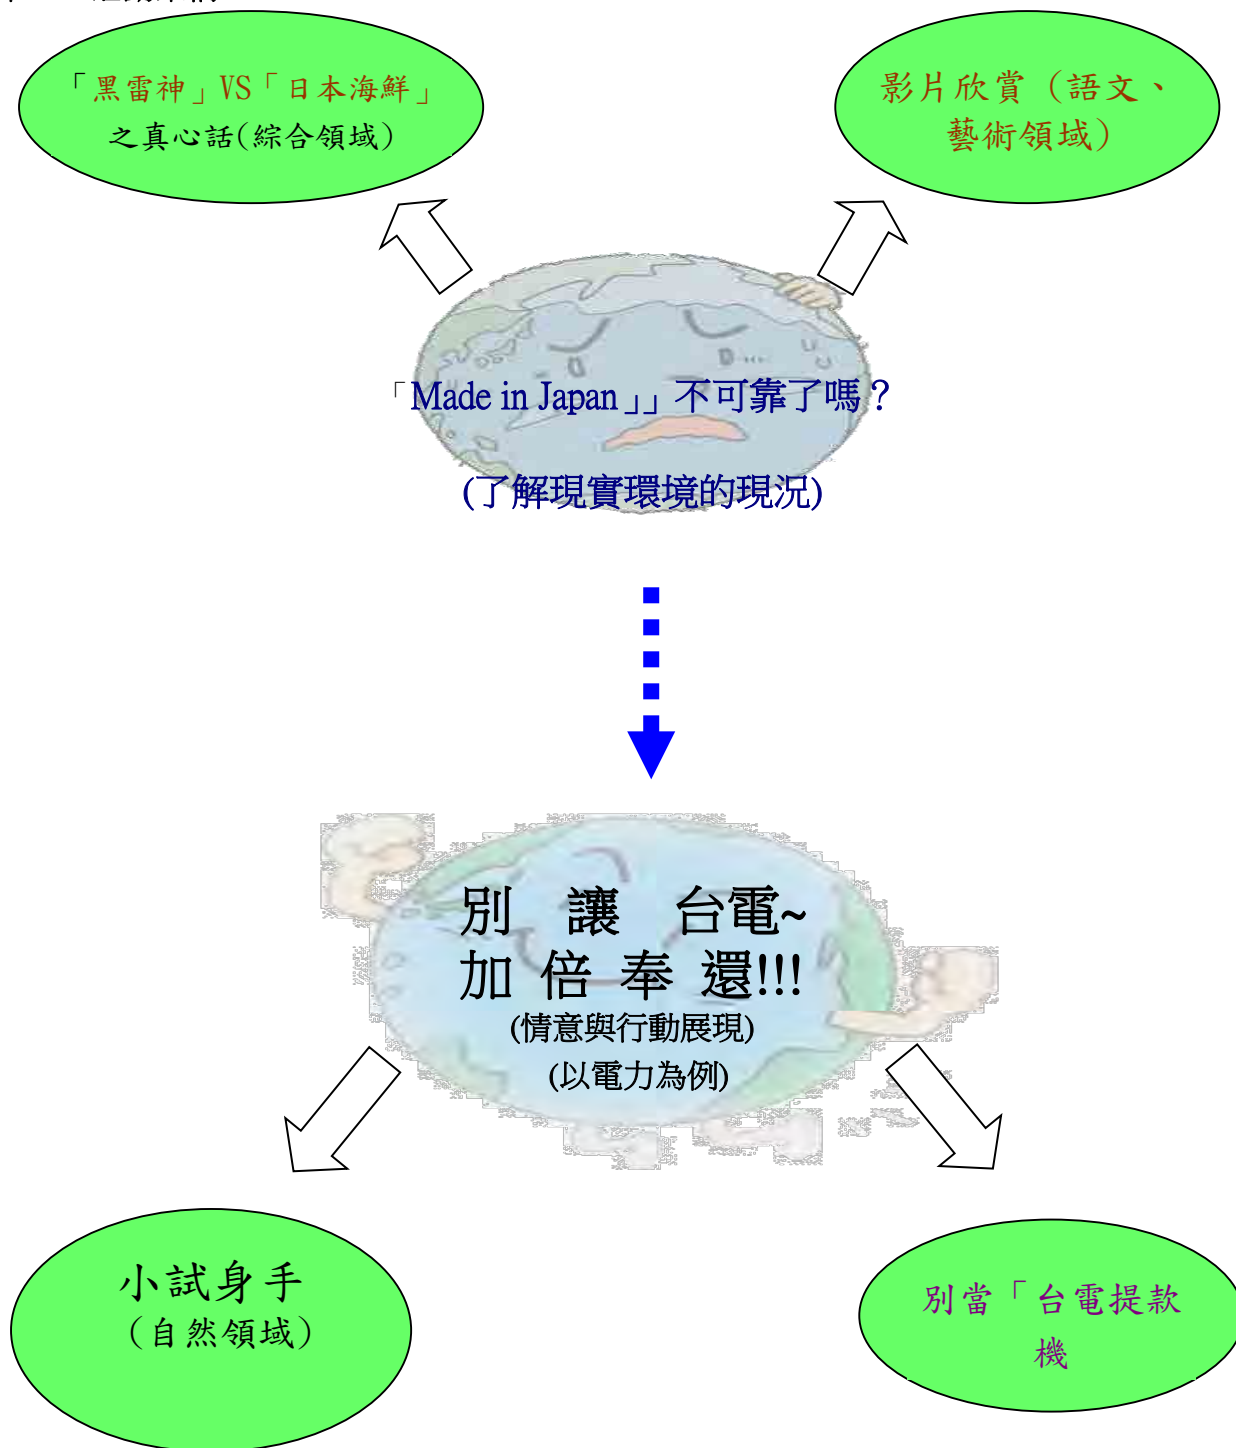 「黑雷神」VS「日本海鮮」
之真心話(綜合領域)
影片欣賞（語文、
藝術領域）
「Made in Japan」」不可靠了嗎？
(了解現實環境的現況)
別 讓 台電~
加 倍 奉 還!!!
(情意與行動展現)
(以電力為例)
小試身手
（自然領域）
別當「台電提款
機